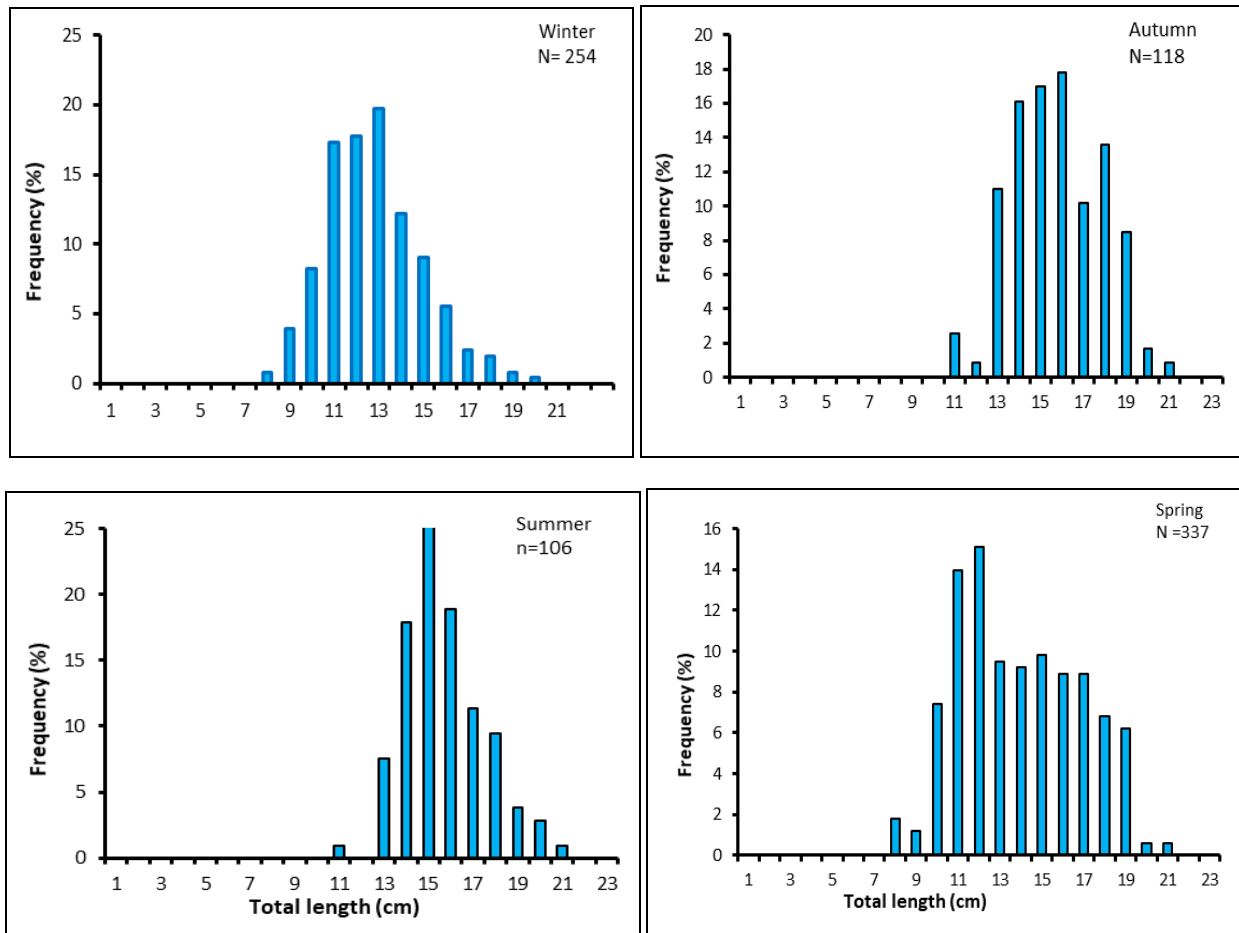 Winter
N= 254
25
20
15
10
5
0
Frequency (%)
1 3 5 7 9 11 13 15 17 19 21
Autumn
N=118
20
18
16
14
12
10
8
6
4
2
0
Frequency (%)
1 3 5 7 9 11 13 15 17 19 21 23
Summer
n=106
25
20
15
10
5
0
Frequency (%)
1 3 5 7 9 11 13 15 17 19 21 23
Total length (cm)
Spring
N =337
16
14
12
10
8
6
4
2
0
Frequency (%)
1 3 5 7 9 11 13 15 17 19 21 23
Total length (cm)